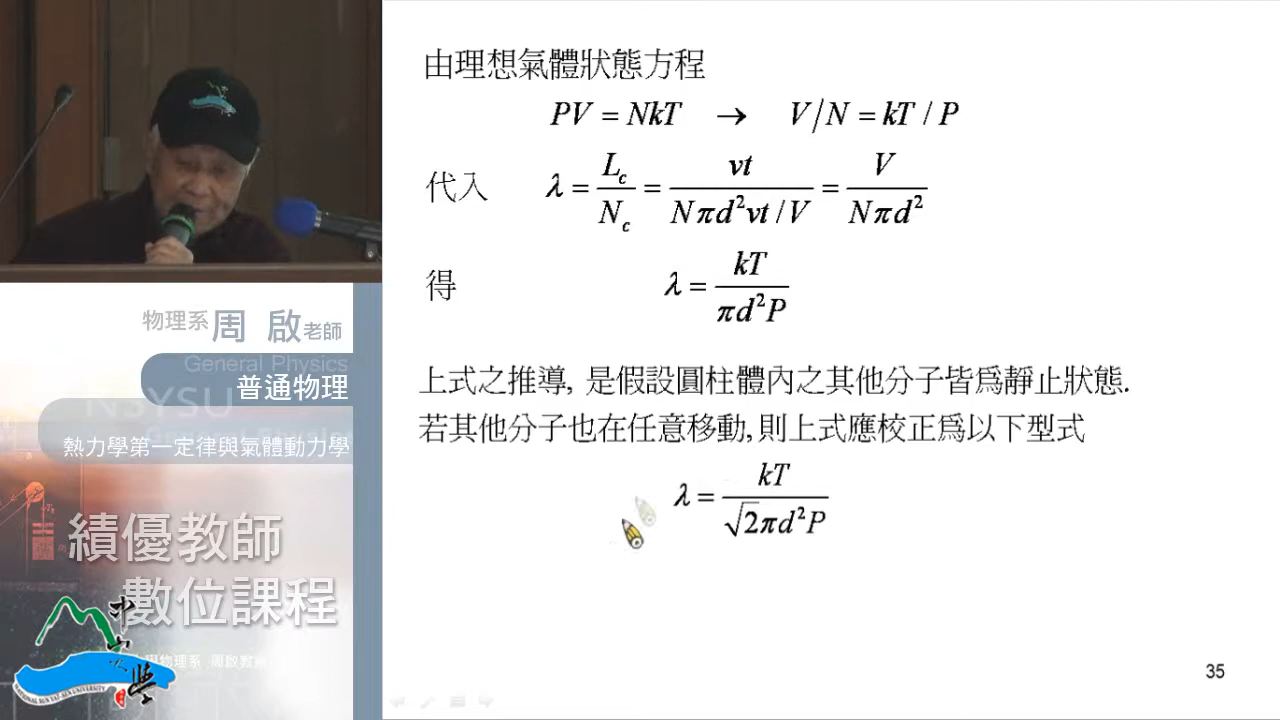 由理想氣體狀態方程
PV = NkT → V/N = kT / P
代入 λ = L_c / N_c = vt / (Nπd²vt / V) = V / (Nπd²)
得 λ = kT / (πd²P)
上式之推導, 是假設圓柱體內之其他分子皆為靜止狀態.
若其他分子也在任意移動, 則上式應校正為以下型式
λ = kT / (√2πd²P)
35
物理系 周 啟 老師
General Physics
普通物理
NSYSU
熱力學第一定律與氣體動力學
績優教師
數位課程
NATIONAL SUN YAT-SEN UNIVERSITY